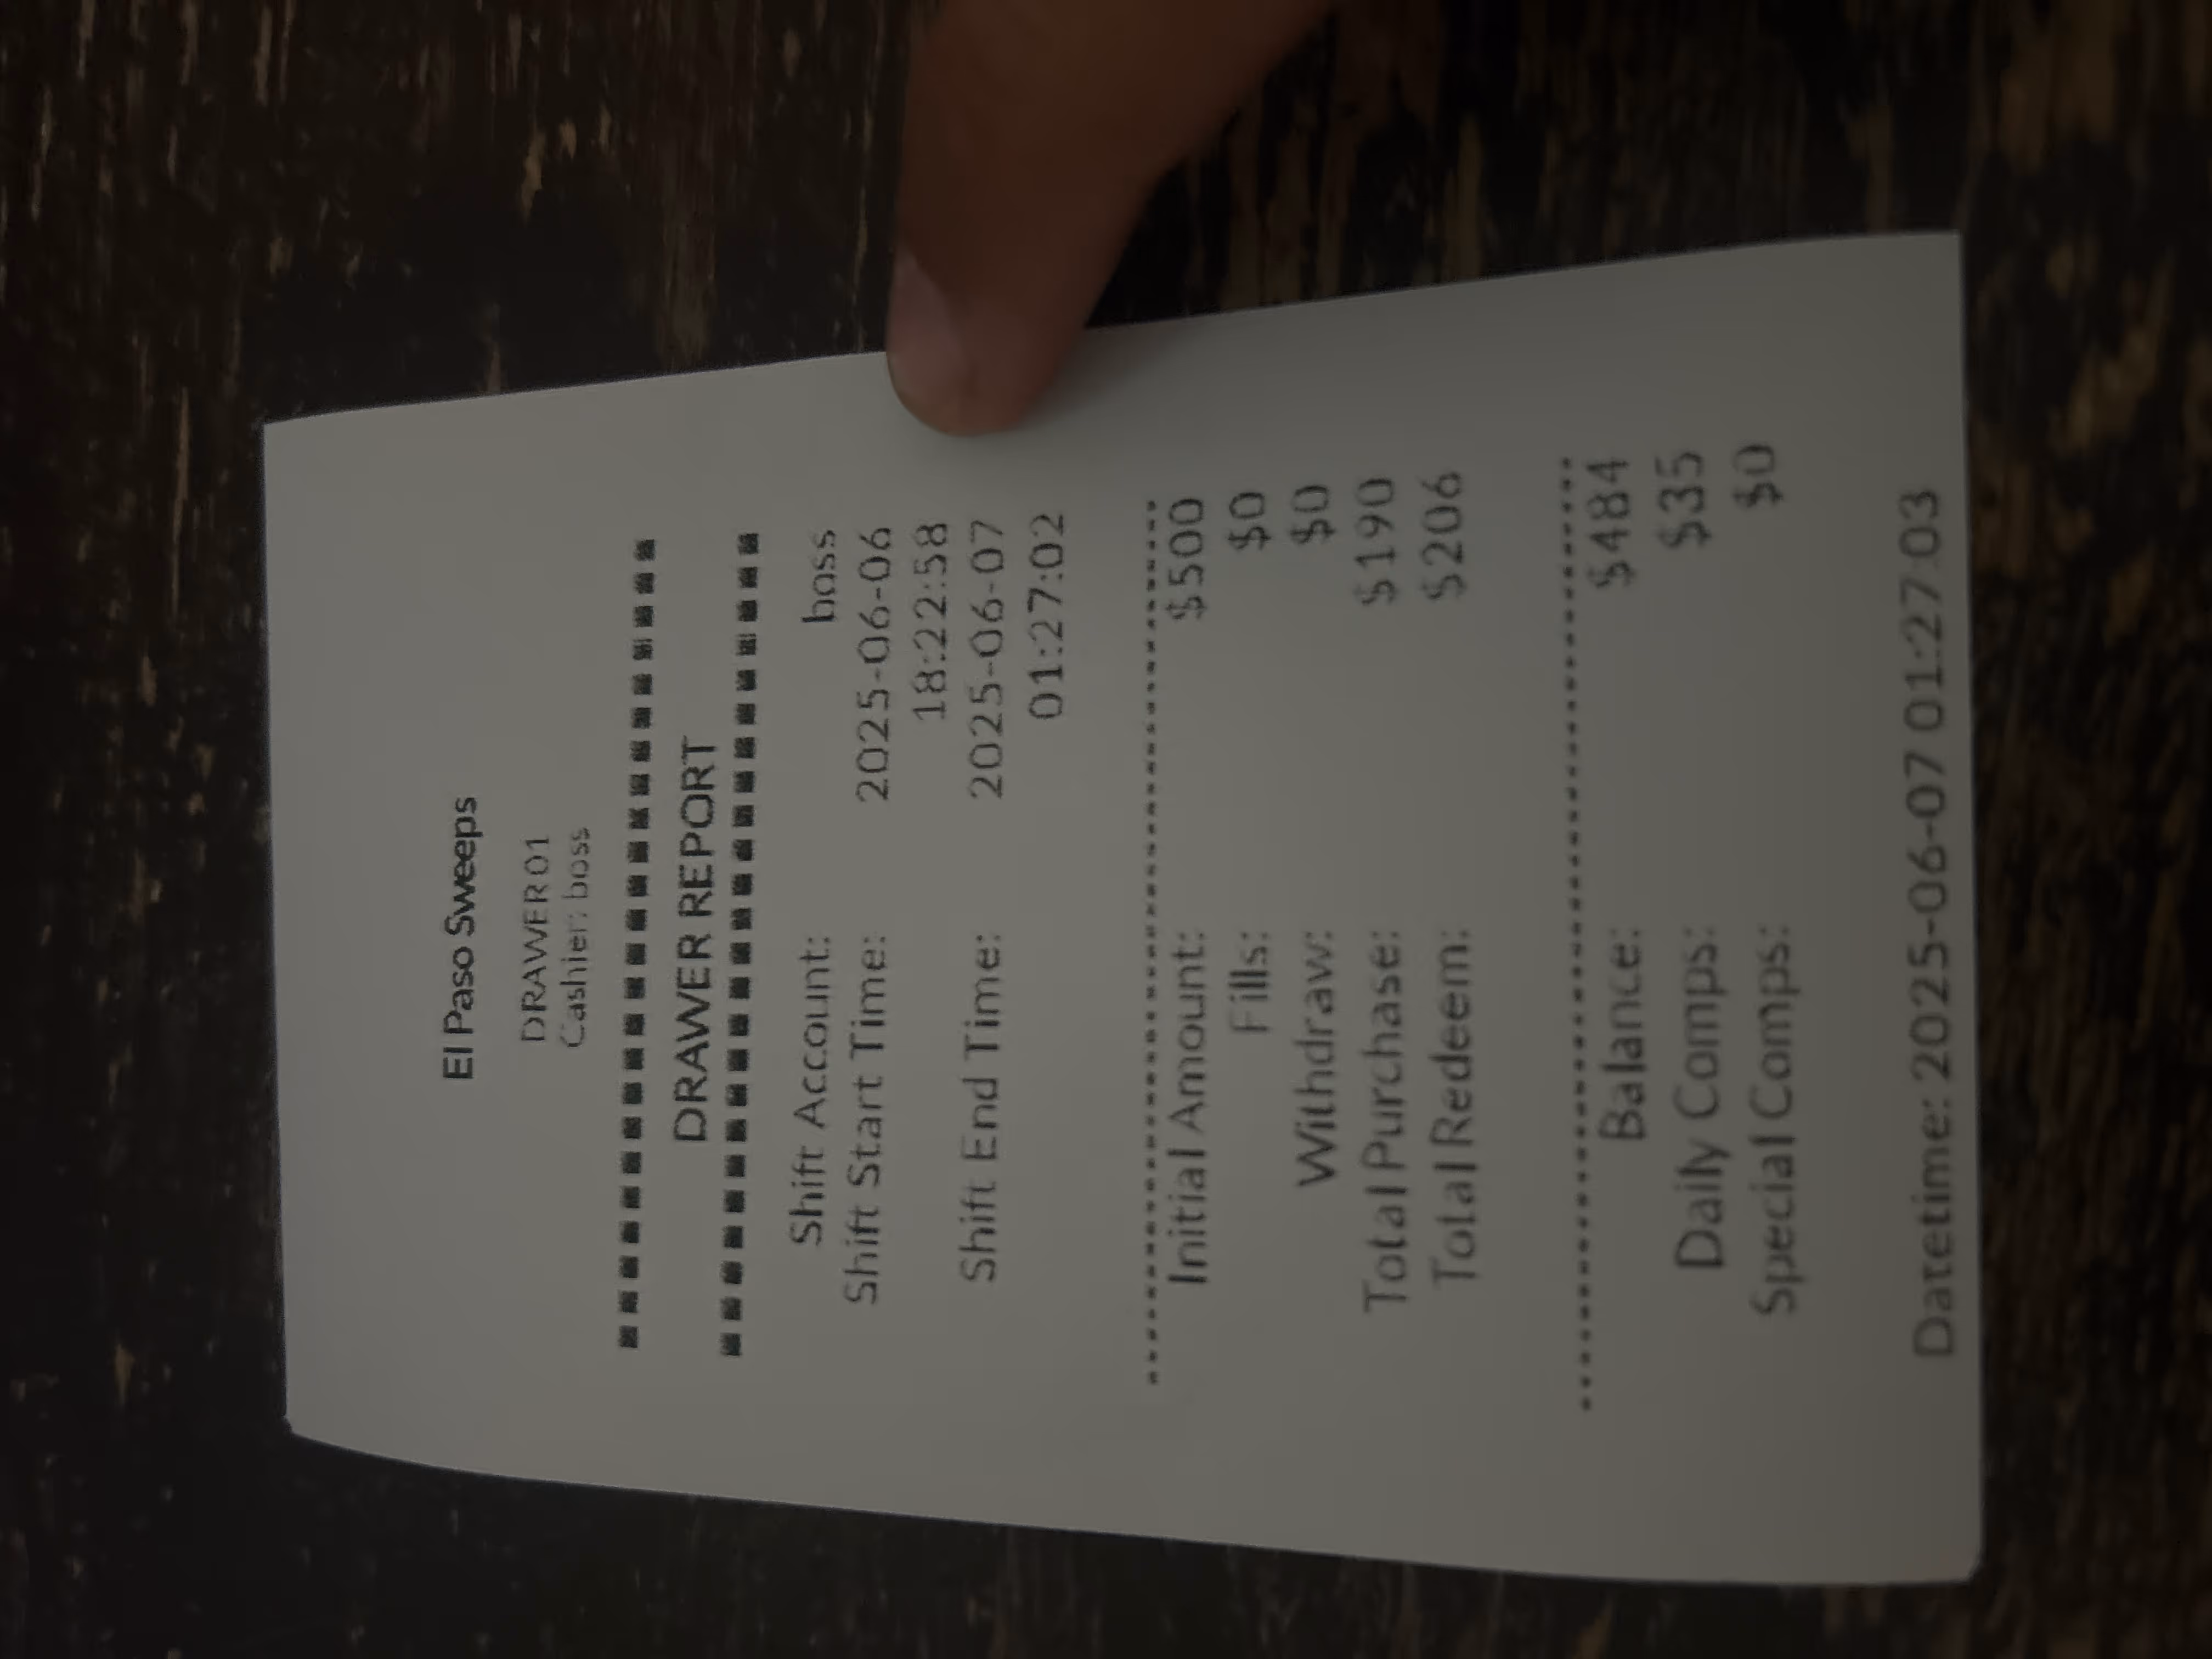 El Paso Sweeps
DRAWER01
Cashier: boss
DRAWER REPORT
Shift Account: boss
Shift Start Time: 2025-06-06
18:22:58
Shift End Time: 2025-06-07
01:27:02
Initial Amount: $500
Fills: $0
Withdraw: $0
Total Purchase: $190
Total Redeem: $206
Balance: $484
Daily Comps: $35
Special Comps: $0
Datetime: 2025-06-07 01:27:03